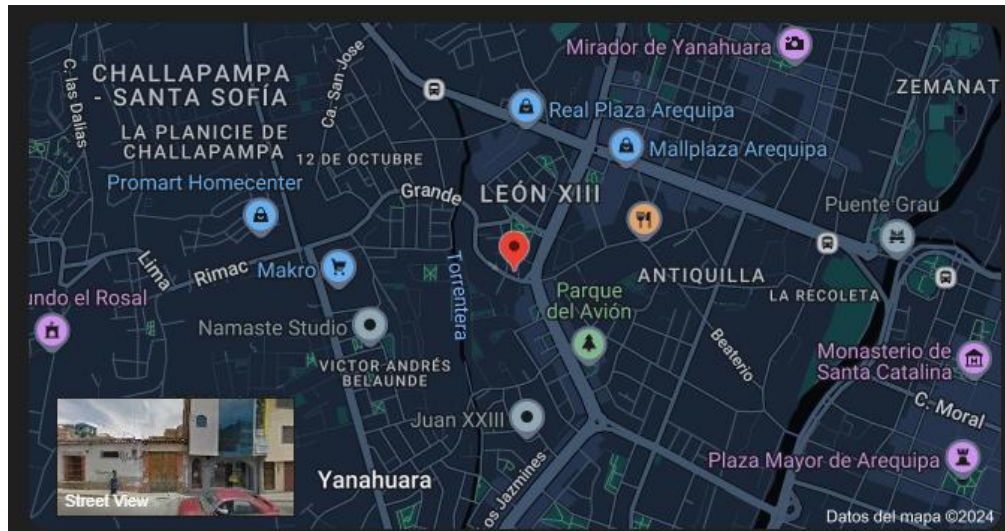 Mirador de Yanahuara
CHALLAPAMPA
- SANTA SOFÍA
C. las Dalias
Ca. San Jose
ZEMANAT
Real Plaza Arequipa
LA PLANICIE DE
CHALLAPAMPA
12 DE OCTUBRE
Mallplaza Arequipa
Promart Homecenter
Grande
LEÓN XIII
Puente Grau
Lima
Rimac
Makro
Torrentera
ANTIQUILLA
LA RECOLETA
undo el Rosal
Parque
del Avión
Namaste Studio
Beaterio
VICTOR ANDRÉS
BELAUNDE
Monasterio de
Santa Catalina
C. Moral
Juan XXIII
Plaza Mayor de Arequipa
Yanahuara
os Jazmines
Street View
Datos del mapa ©2024